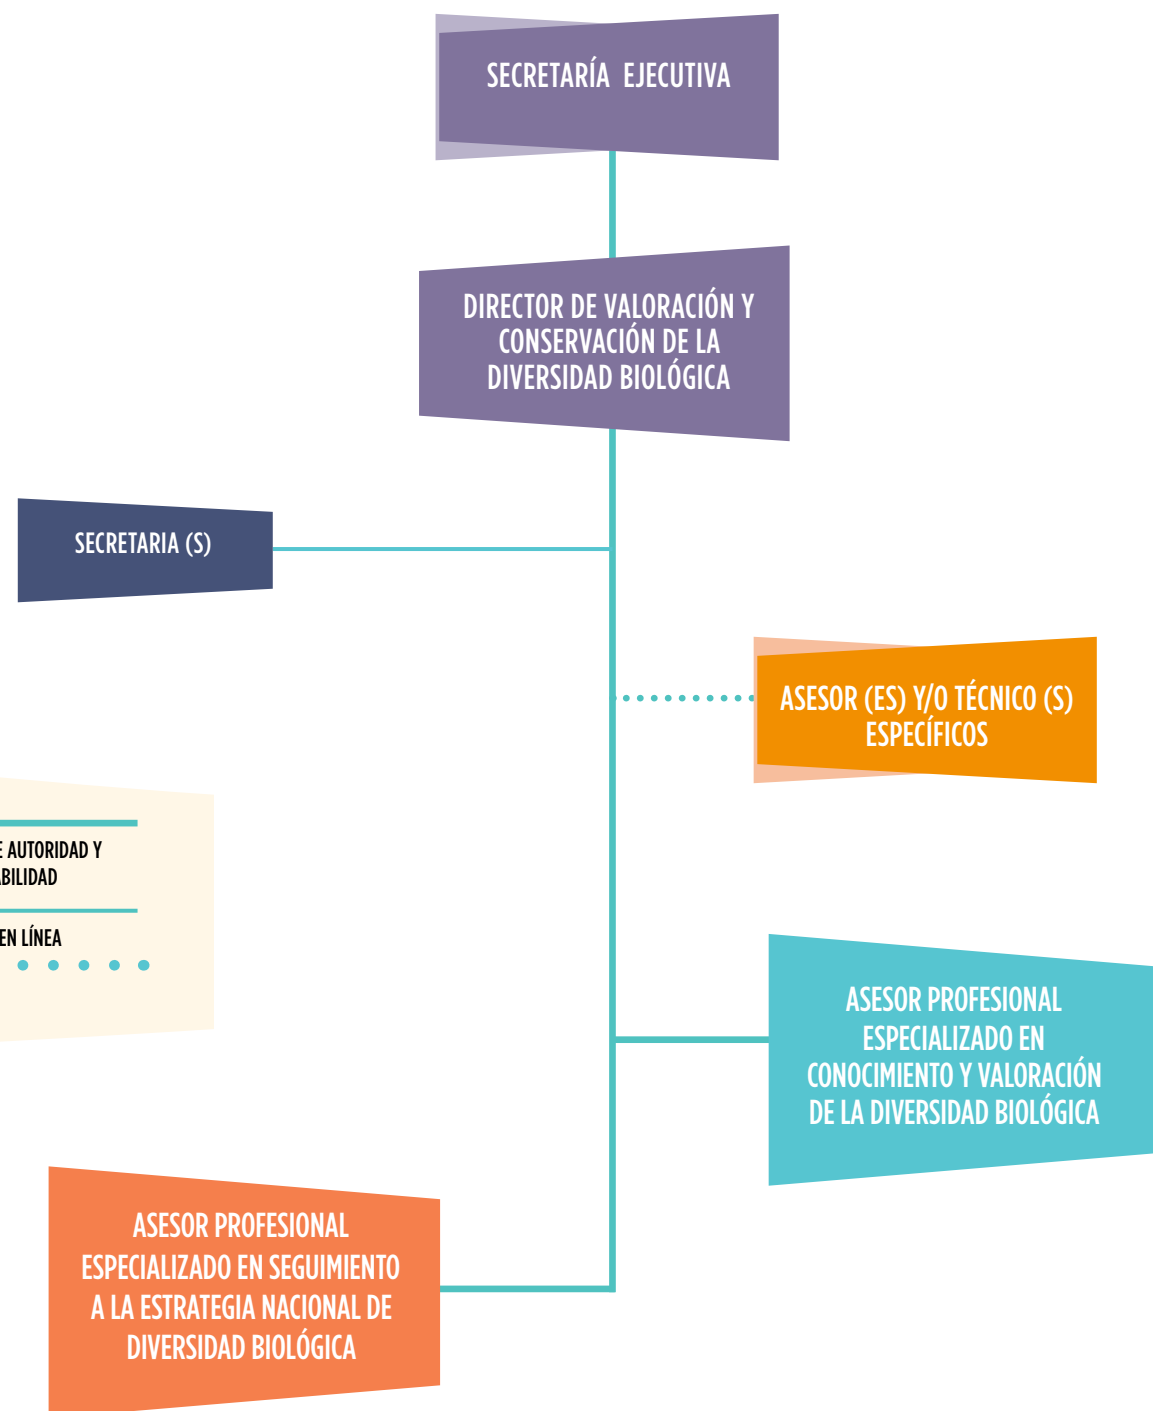 SECRETARÍA EJECUTIVA
DIRECTOR DE VALORACIÓN Y
CONSERVACIÓN DE LA
DIVERSIDAD BIOLÓGICA
SECRETARIA (S)
ASESOR (ES) Y/O TÉCNICO (S)
ESPECÍFICOS
AUTORIDAD Y
EN LÍNEA
ASESOR PROFESIONAL
ESPECIALIZADO EN
CONOCIMIENTO Y VALORACIÓN
DE LA DIVERSIDAD BIOLÓGICA
ASESOR PROFESIONAL
ESPECIALIZADO EN SEGUIMIENTO
A LA ESTRATEGIA NACIONAL DE
DIVERSIDAD BIOLÓGICA